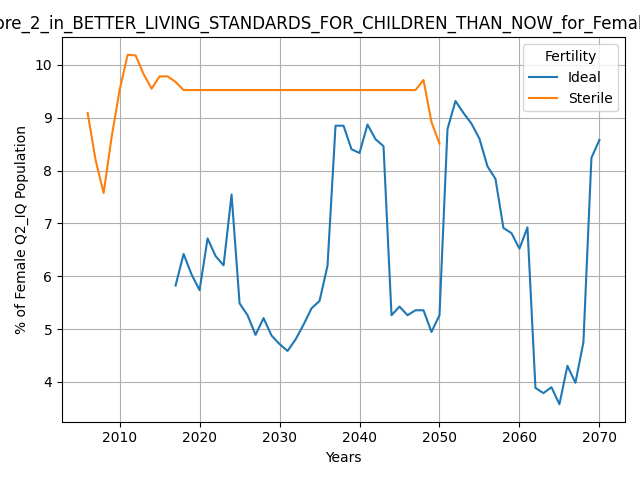 ore_2_in_BETTER_LIVING_STANDARDS_FOR_CHILDREN_THAN_NOW_for_Femal
Fertility
Ideal
Sterile
% of Female Q2_IQ Population
10
9
8
7
6
5
4
2010 2020 2030 2040 2050 2060 2070
Years